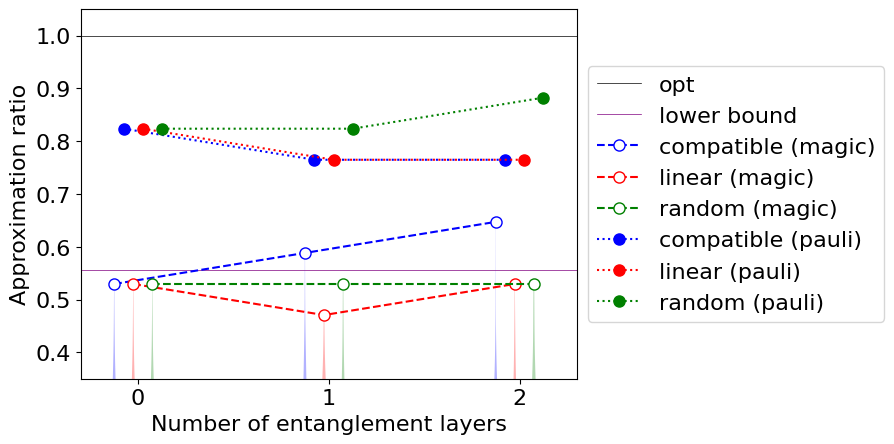 Approximation ratio
1.0
0.9
0.8
0.7
0.6
0.5
0.4
0 1 2
Number of entanglement layers
opt
lower bound
compatible (magic)
linear (magic)
random (magic)
compatible (pauli)
linear (pauli)
random (pauli)